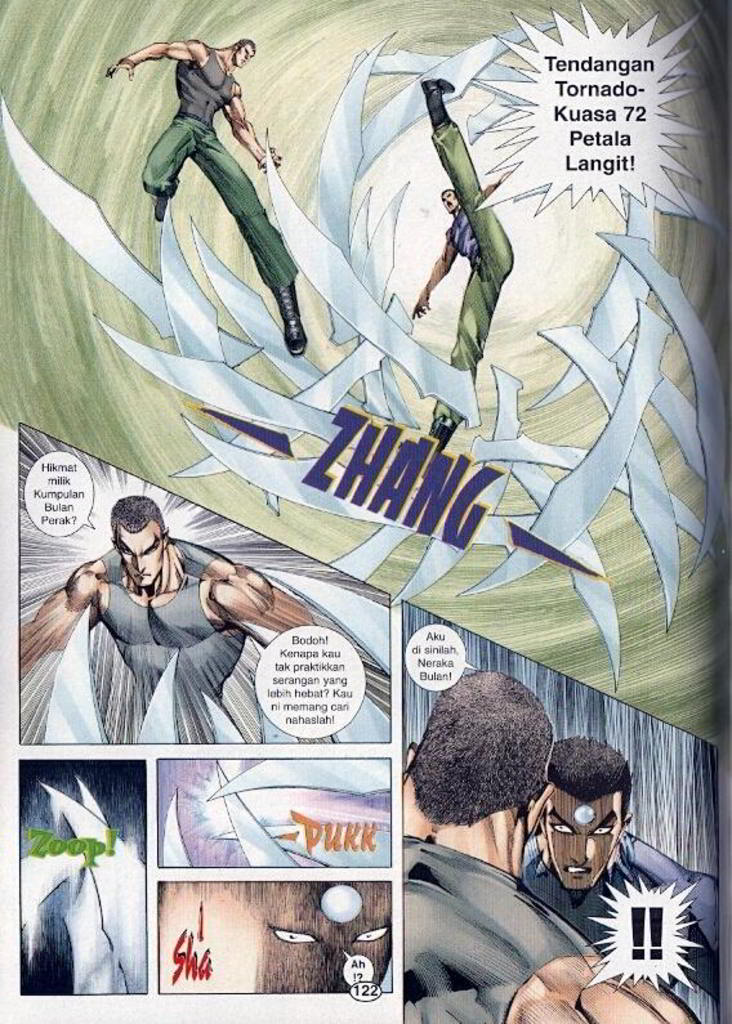 Tendangan
Tornado-
Kuasa 72
Petala
Langit!
ZHANG
Hikmat
milik
Kumpulan
Bulan
Perak?
Bodoh!
Kenapa kau
tak praktikkan
serangan yang
lebih hebat? Kau
ni memang cari
nahaslah!
Aku
di sinilah,
Neraka
Bulan!
Zoop!
PUKK
Sha
Ah
!?
!!
122